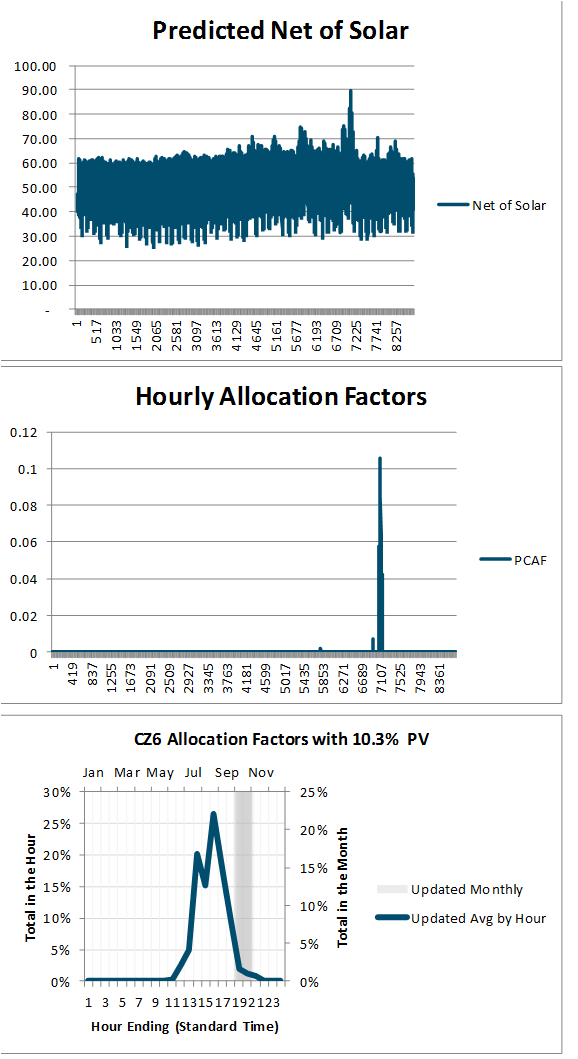 Predicted Net of Solar
100.00
90.00
80.00
70.00
60.00
50.00
40.00
30.00
20.00
10.00
-
Net of Solar
1 517 1033 1549 2065 2581 3097 3613 4129 4645 5161 5677 6193 6709 7225 7741 8257
Hourly Allocation Factors
0.12
0.1
0.08
0.06
0.04
0.02
0
PCAF
1 419 837 1255 1673 2091 2509 2927 3345 3763 4181 4599 5017 5435 5853 6271 6689 7107 7525 7943 8361
CZ6 Allocation Factors with 10.3% PV
Jan Mar May Jul Sep Nov
30% 25%
25% 20%
20% 15%
15% 10%
10% 5%
5% 0%
0%
Total in the Hour
Total in the Month
Updated Monthly
Updated Avg by Hour
1 3 5 7 9 11 13 15 17 19 21 23
Hour Ending (Standard Time)